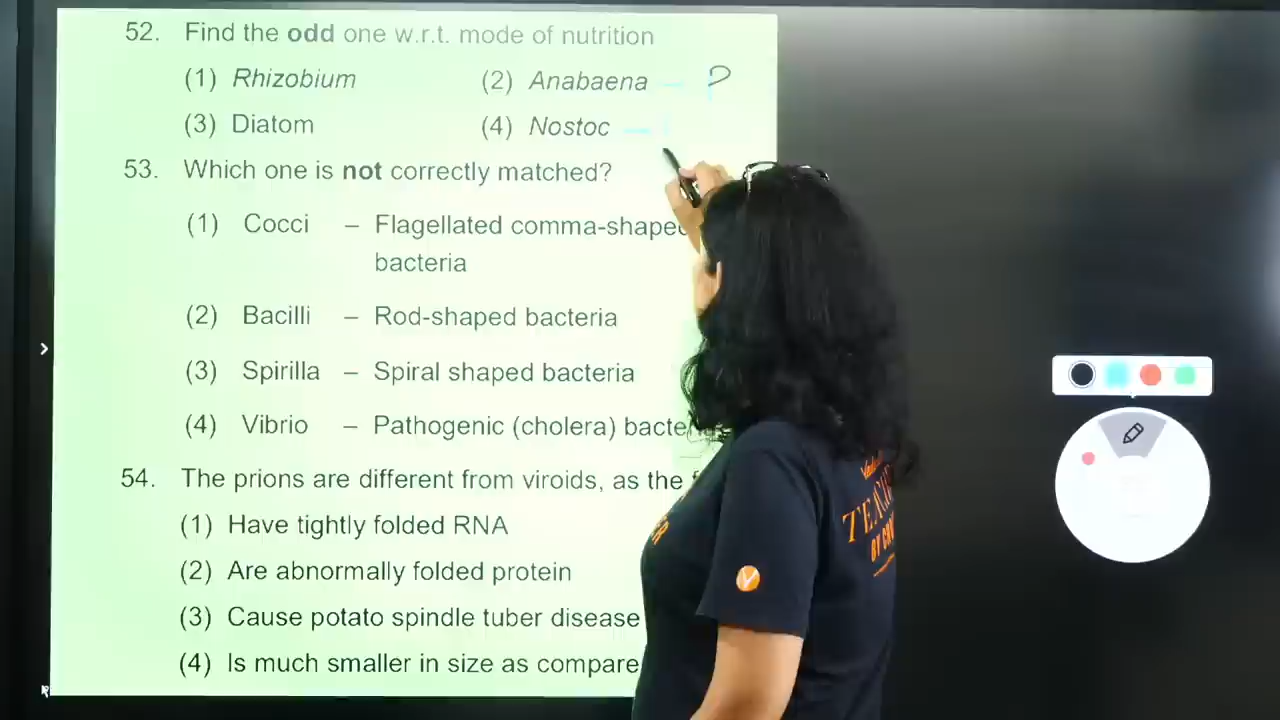 52. Find the odd one w.r.t. mode of nutrition
(1) Rhizobium (2) Anabaena — P
(3) Diatom (4) Nostoc —
53. Which one is not correctly matched?
(1) Cocci – Flagellated comma-shaped
bacteria
(2) Bacilli – Rod-shaped bacteria
(3) Spirilla – Spiral shaped bacteria
(4) Vibrio – Pathogenic (cholera)
54. The prions are different from viroids, as the
(1) Have tightly folded RNA
(2) Are abnormally folded protein
(3) Cause potato spindle tuber disease
(4) Is much smaller in size as